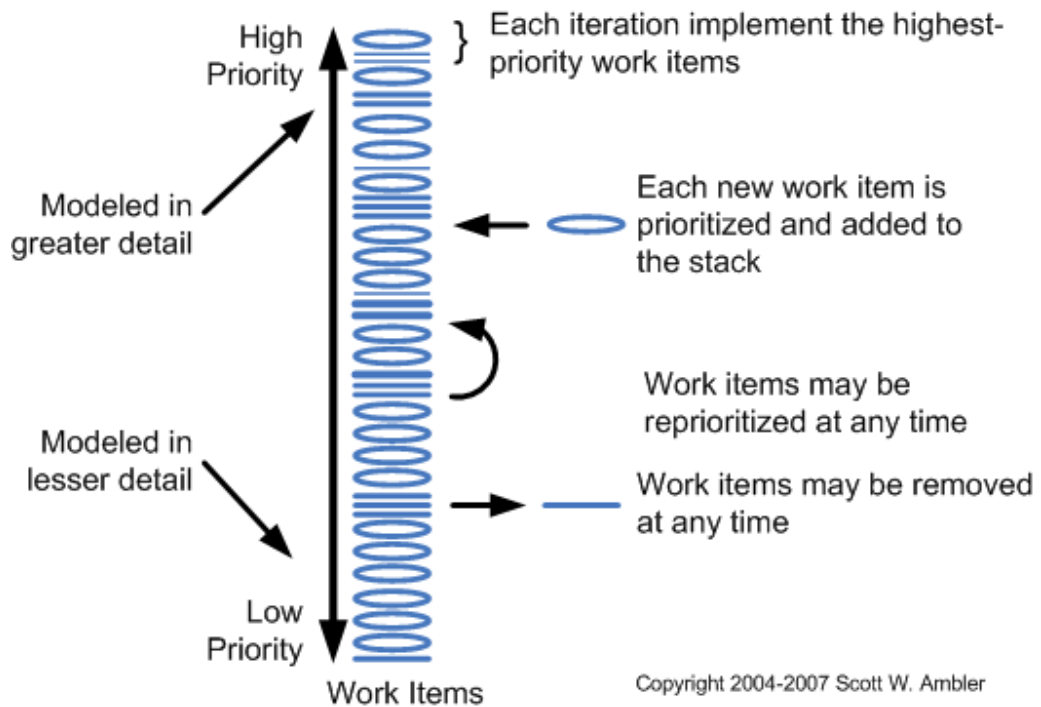 High
Priority
Each iteration implement the highest-
priority work items
Modeled in
greater detail
Each new work item is
prioritized and added to
the stack
Work items may be
reprioritized at any time
Modeled in
lesser detail
Work items may be removed
at any time
Low
Priority
Work Items
Copyright 2004-2007 Scott W. Ambler